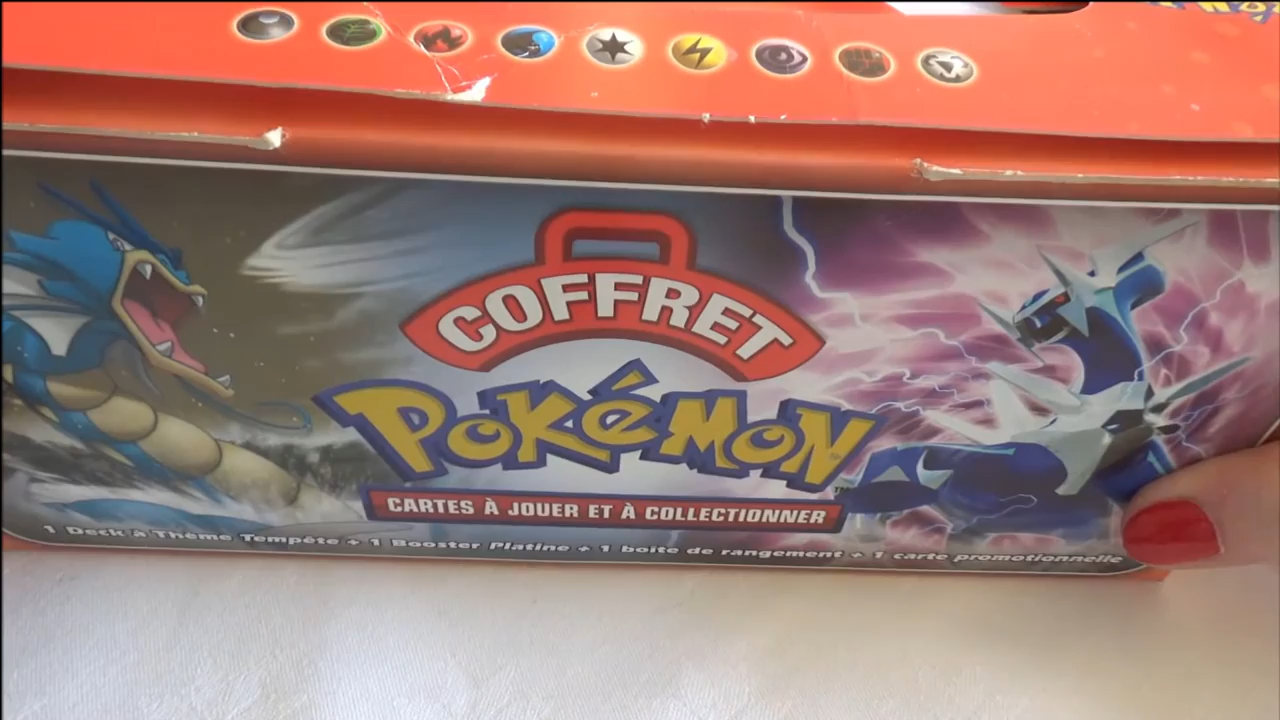 COFFRET
POKéMON
CARTES À JOUER ET À COLLECTIONNER
1 Deck à Thème Tempête + 1 Booster Platine + 1 boîte de rangement + 1 carte promotionnelle